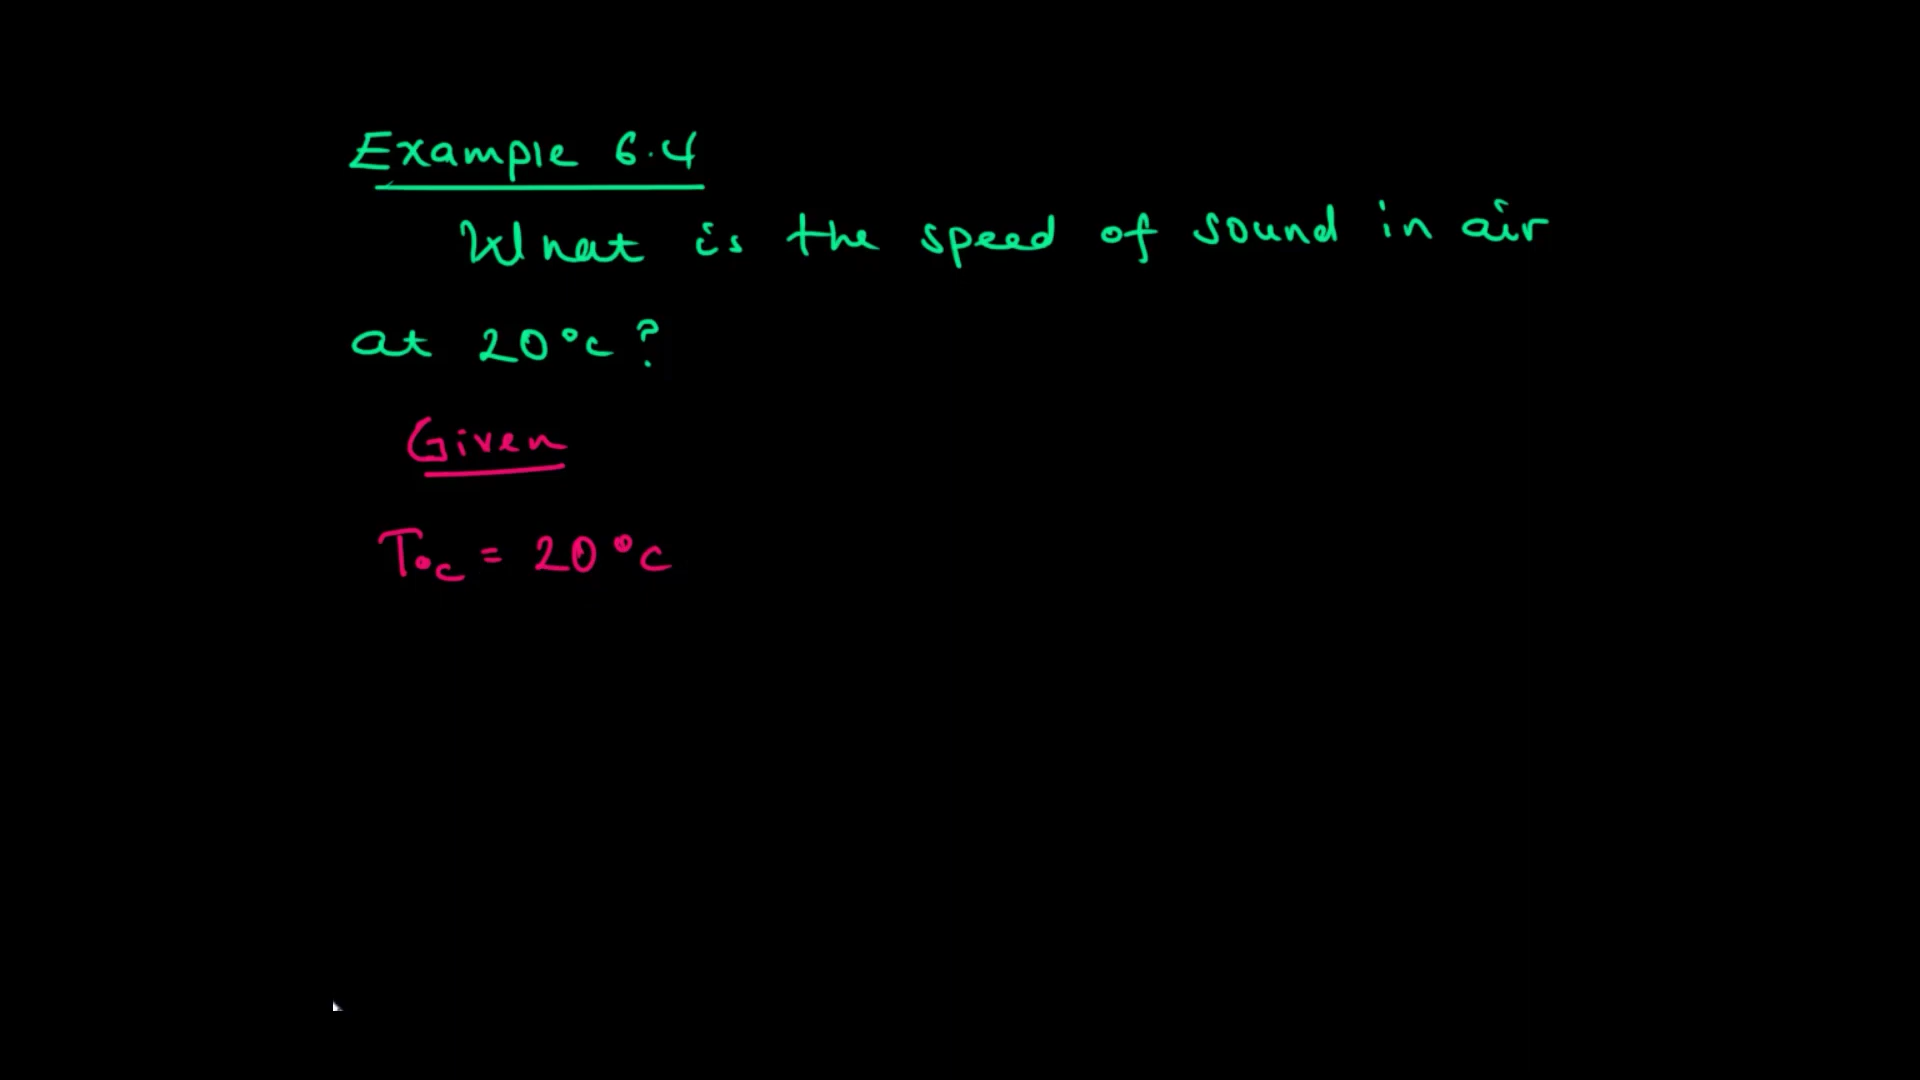 Example 6.4
What is the speed of sound in air
at 20°c?
Given
T°c = 20°c